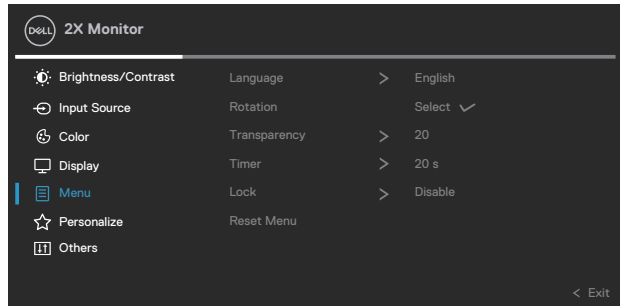 DELL 2X Monitor
Brightness/Contrast Language > English
Input Source Rotation Select ✓
Color Transparency > 20
Display Timer > 20 s
Menu Lock > Disable
Personalize Reset Menu
Others
< Exit